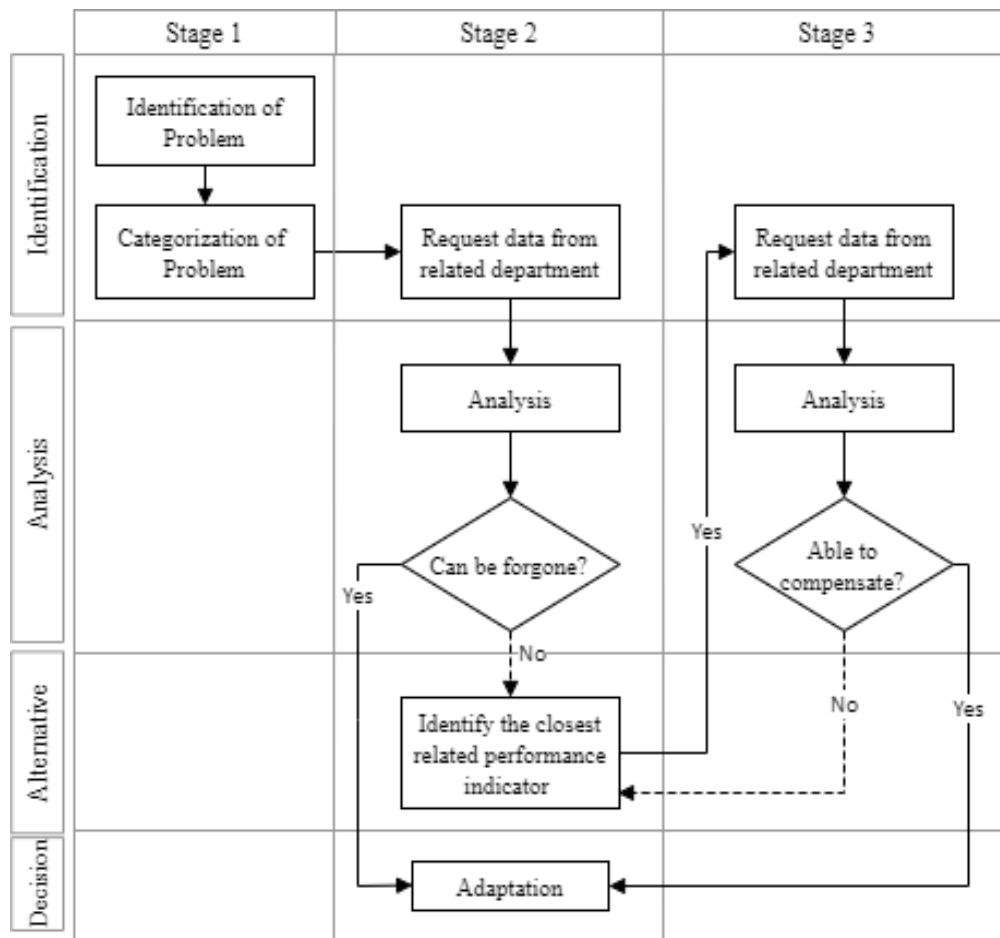 Stage 1
Stage 2
Stage 3
Identification
Identification of
Problem
Categorization of
Problem
Request data from
related department
Request data from
related department
Analysis
Analysis
Analysis
Can be forgone?
Able to
compensate?
Yes
Yes
No
Alternative
Identify the closest
related performance
indicator
No
Yes
Decision
Adaptation